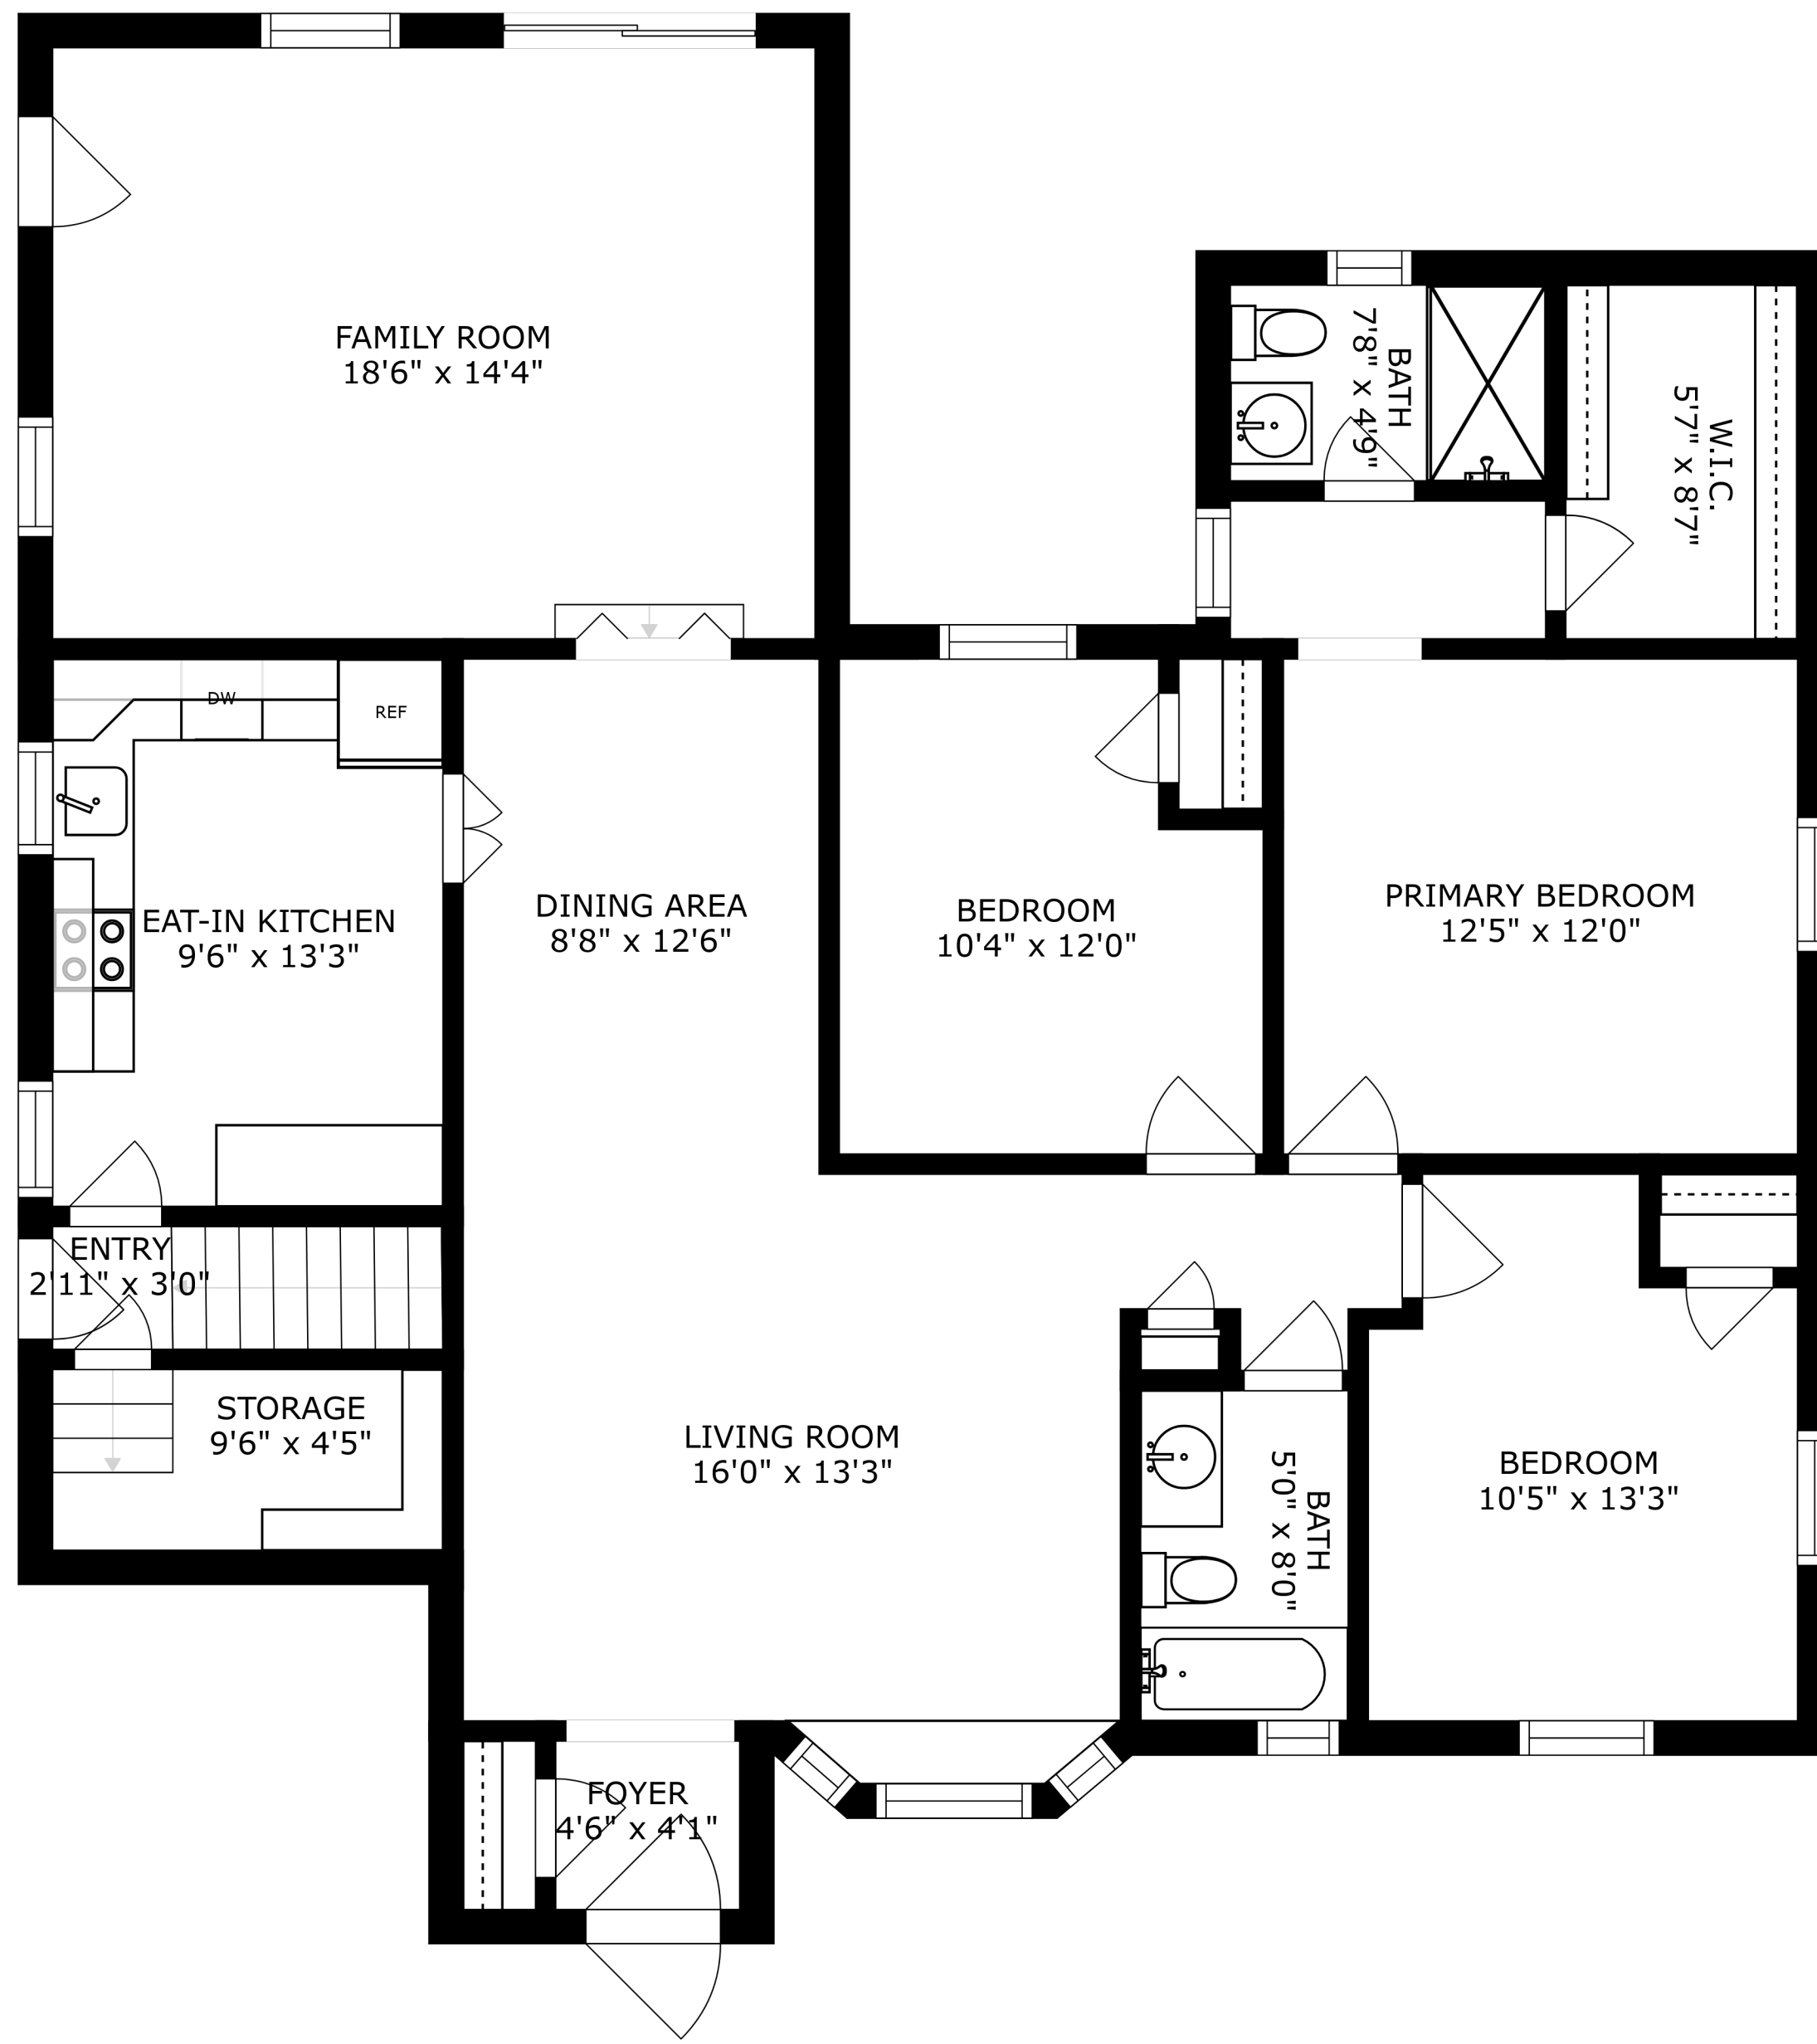 FAMILY ROOM
18'6" x 14'4"
BATH
7'8" x 4'9"
W.I.C.
5'7" x 8'7"
DW
REF
EAT-IN KITCHEN
9'6" x 13'3"
DINING AREA
8'8" x 12'6"
BEDROOM
10'4" x 12'0"
PRIMARY BEDROOM
12'5" x 12'0"
ENTRY
2'11" x 3'0"
STORAGE
9'6" x 4'5"
LIVING ROOM
16'0" x 13'3"
BATH
5'0" x 8'0"
BEDROOM
10'5" x 13'3"
FOYER
4'6" x 4'1"